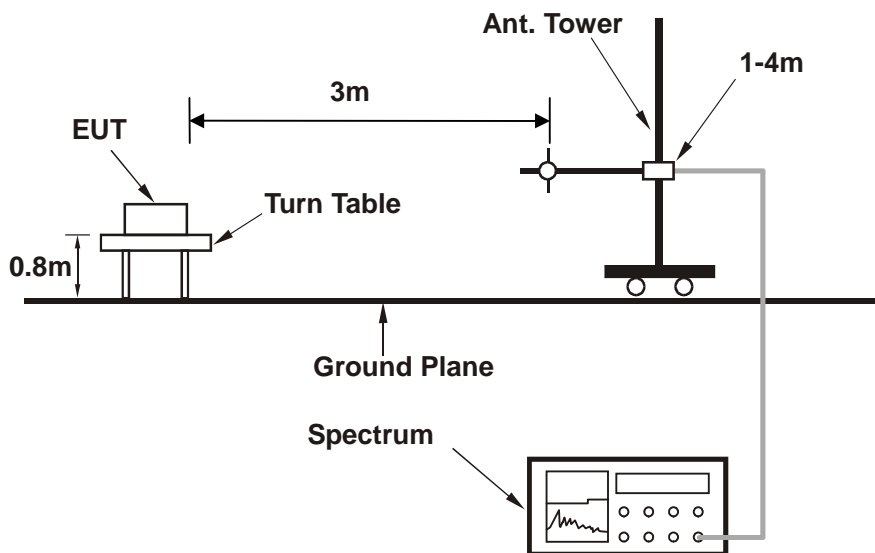 Ant. Tower
1-4m
3m
EUT
Turn Table
0.8m
Ground Plane
Spectrum